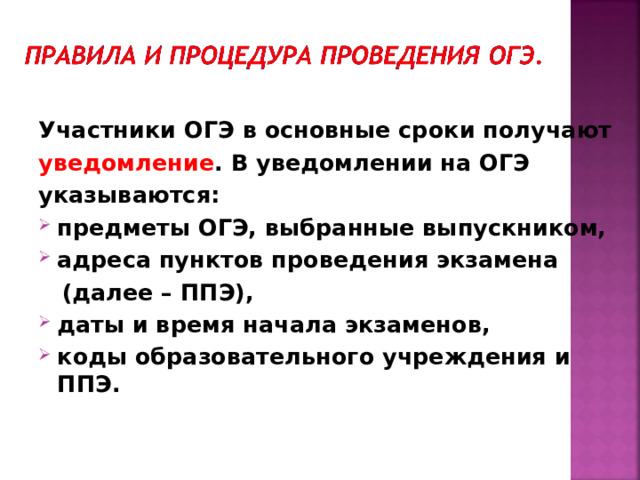 ПРАВИЛА И ПРОЦЕДУРА ПРОВЕДЕНИЯ ОГЭ.
Участники ОГЭ в основные сроки получают
уведомление. В уведомлении на ОГЭ
указываются:
предметы ОГЭ, выбранные выпускником,
адреса пунктов проведения экзамена
(далее – ППЭ),
даты и время начала экзаменов,
коды образовательного учреждения и
ППЭ.